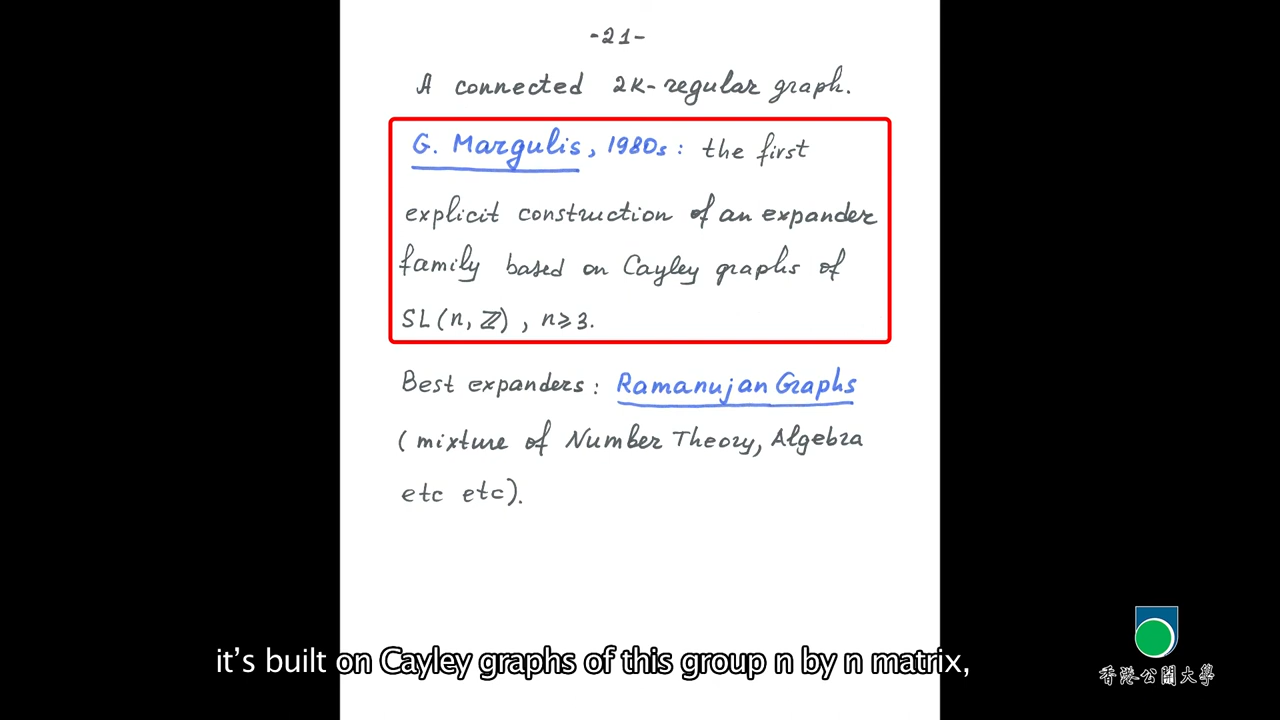 -21-
A connected 2K-regular graph.
G. Margulis, 1980s: the first
explicit construction of an expander
family based on Cayley graphs of
SL(n, ℤ), n≥3.
Best expanders: Ramanujan Graphs
(mixture of Number Theory, Algebra
etc etc).
it's built on Cayley graphs of this group n by n matrix,
香港公開大學